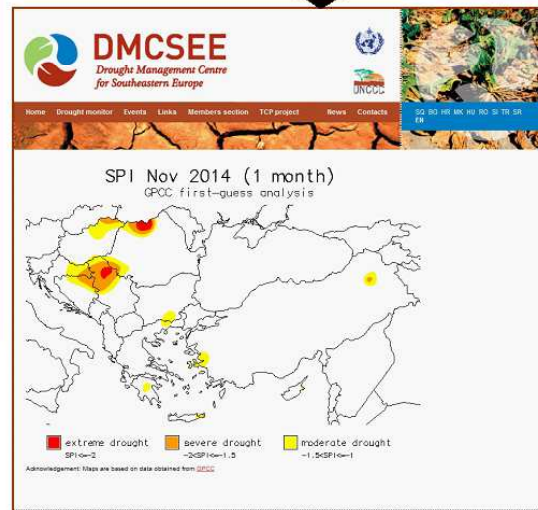 DMCSEE
Drought Management Centre
for Southeastern Europe
UNCCD
Home Drought monitor Events Links Members section TCP project News Contacts
SQ BG HR MK HU RO SI TR SR
EN
SPI Nov 2014 (1 month)
GPCC first-guess analysis
extreme drought severe drought moderate drought
SPI<=-2 -2<SPI<=-1.5 -1.5<SPI<=-1
Acknowledgement: Maps are based on data obtained from GPCC